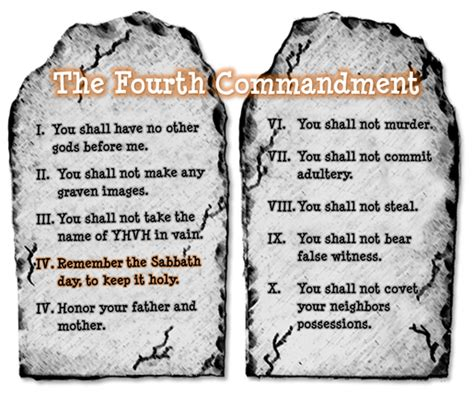 The Fourth Commandment
I. You shall have no other
gods before me.
II. You shall not make any
graven images.
III. You shall not take the
name of YHVH in vain.
IV. Remember the Sabbath
day, to keep it holy.
IV. Honor your father and
mother.
VI. You shall not murder.
VII. You shall not commit
adultery.
VIII. You shall not steal.
IX. You shall not bear
false witness.
X. You shall not covet
your neighbors
possessions.